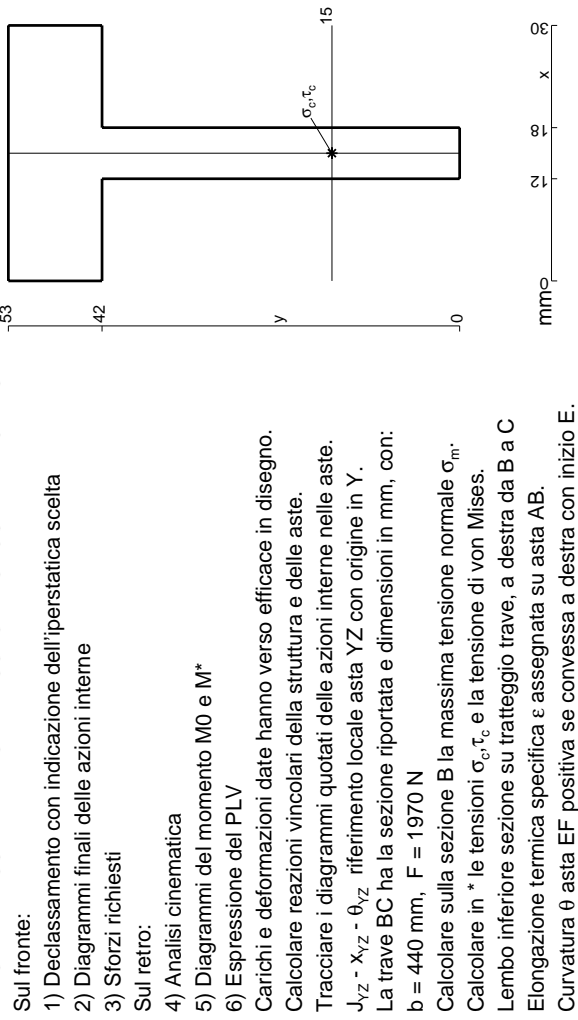 Sul fronte:
1) Declassamento con indicazione dell'iperstatica scelta
2) Diagrammi finali delle azioni interne
3) Sforzi richiesti
Sul retro:
4) Analisi cinematica
5) Diagrammi del momento M0 e M*
6) Espressione del PLV
Carichi e deformazioni date hanno verso efficace in disegno.
Calcolare reazioni vincolari della struttura e delle aste.
Tracciare i diagrammi quotati delle azioni interne nelle aste.
J_YZ - x_YZ - θ_YZ riferimento locale asta YZ con origine in Y.
La trave BC ha la sezione riportata e dimensioni in mm, con:
b = 440 mm, F = 1970 N
Calcolare sulla sezione B la massima tensione normale σ_m.
Calcolare in * le tensioni σ_c,τ_c e la tensione di von Mises.
Lembo inferiore sezione su tratteggio trave, a destra da B a C
Elongazione termica specifica ε assegnata su asta AB.
Curvatura θ asta EF positiva se convessa a destra con inizio E.
53
42
y
0
15
σ_c,τ_c
0
12
18
x
30
mm